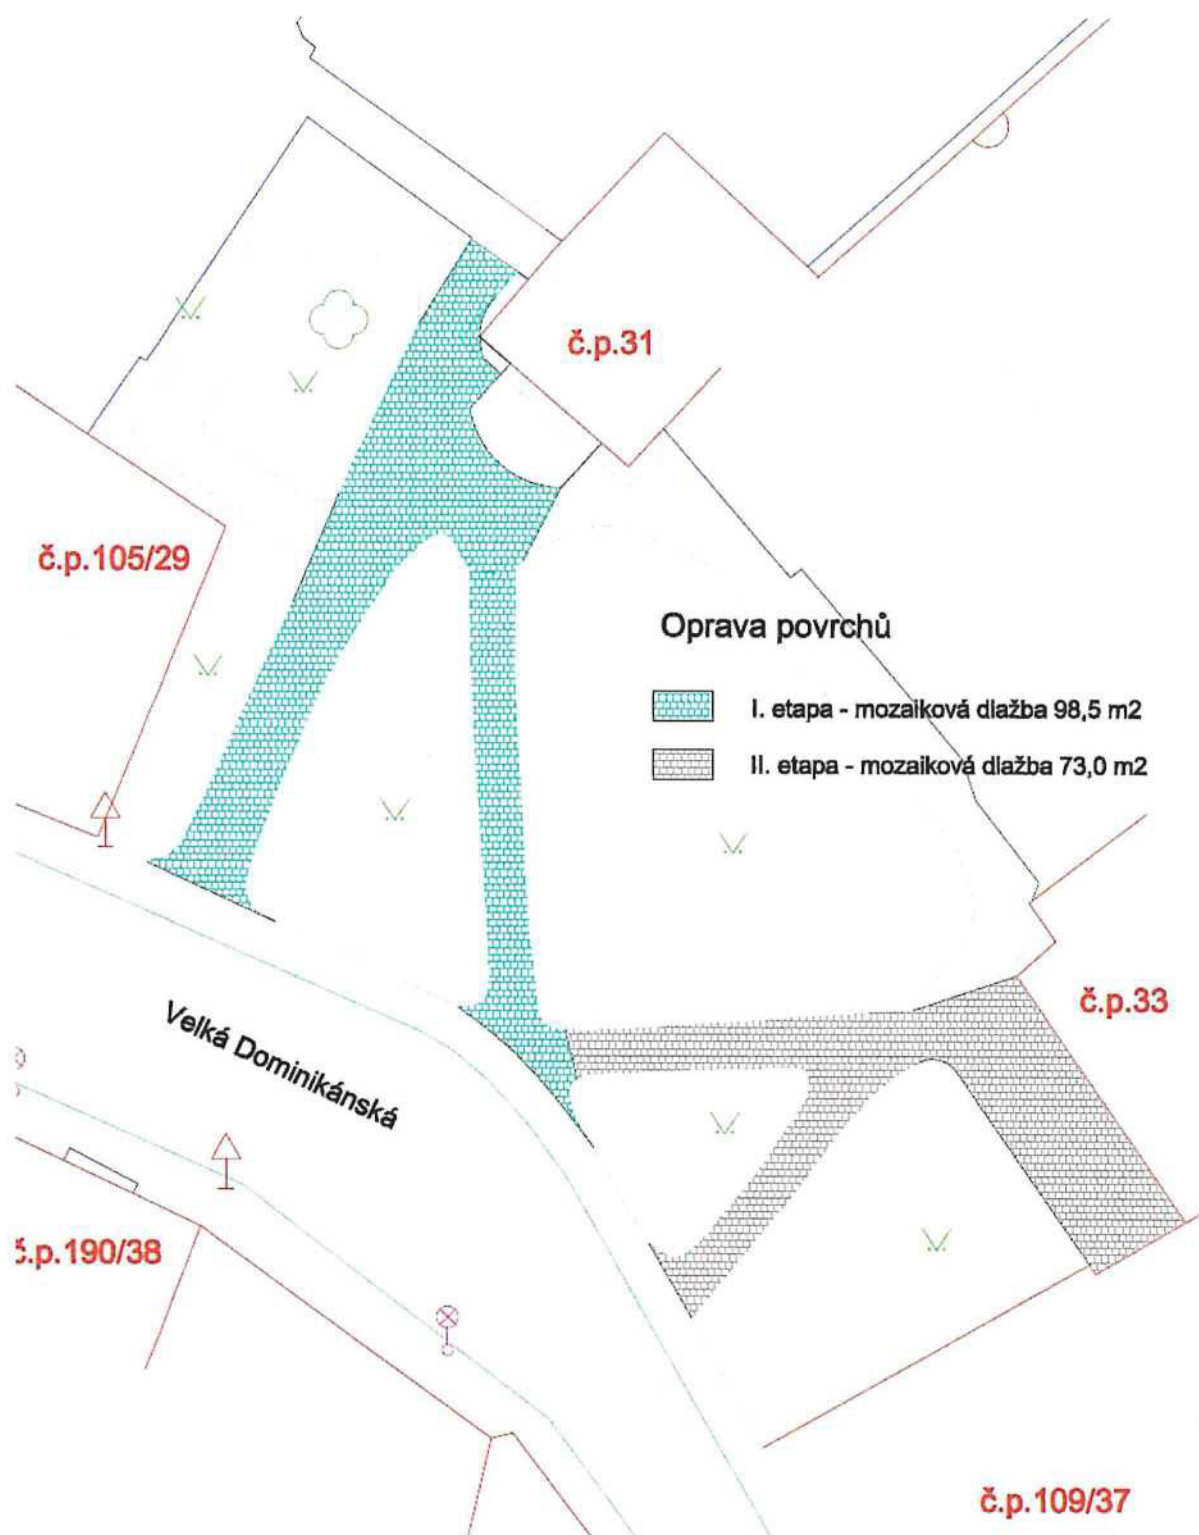 č.p.31
č.p.105/29
Oprava povrchů
I. etapa - mozaiková dlažba 98,5 m2
II. etapa - mozaiková dlažba 73,0 m2
č.p.33
Velká Dominikánská
č.p.190/38
č.p.109/37